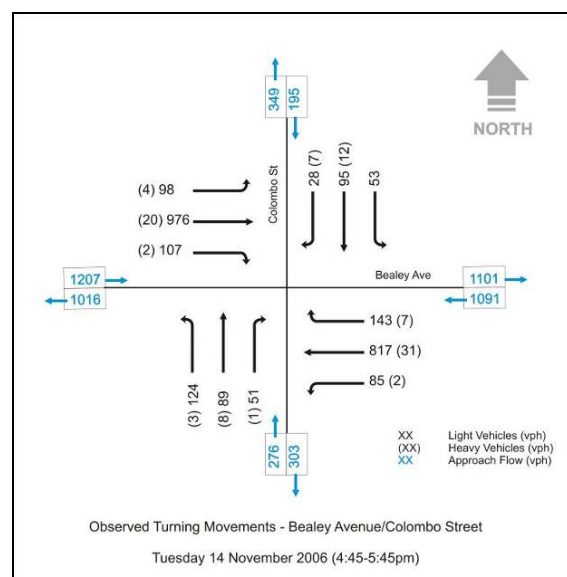 349 195
NORTH
Colombo St
28 (7) 95 (12) 53
(4) 98
(20) 976
(2) 107
Bealey Ave
1207
1016
1101
1091
143 (7)
817 (31)
85 (2)
(3) 124 (8) 89 (1) 51
276 303
XX Light Vehicles (vph)
(XX) Heavy Vehicles (vph)
XX Approach Flow (vph)
Observed Turning Movements - Bealey Avenue/Colombo Street
Tuesday 14 November 2006 (4:45-5:45pm)